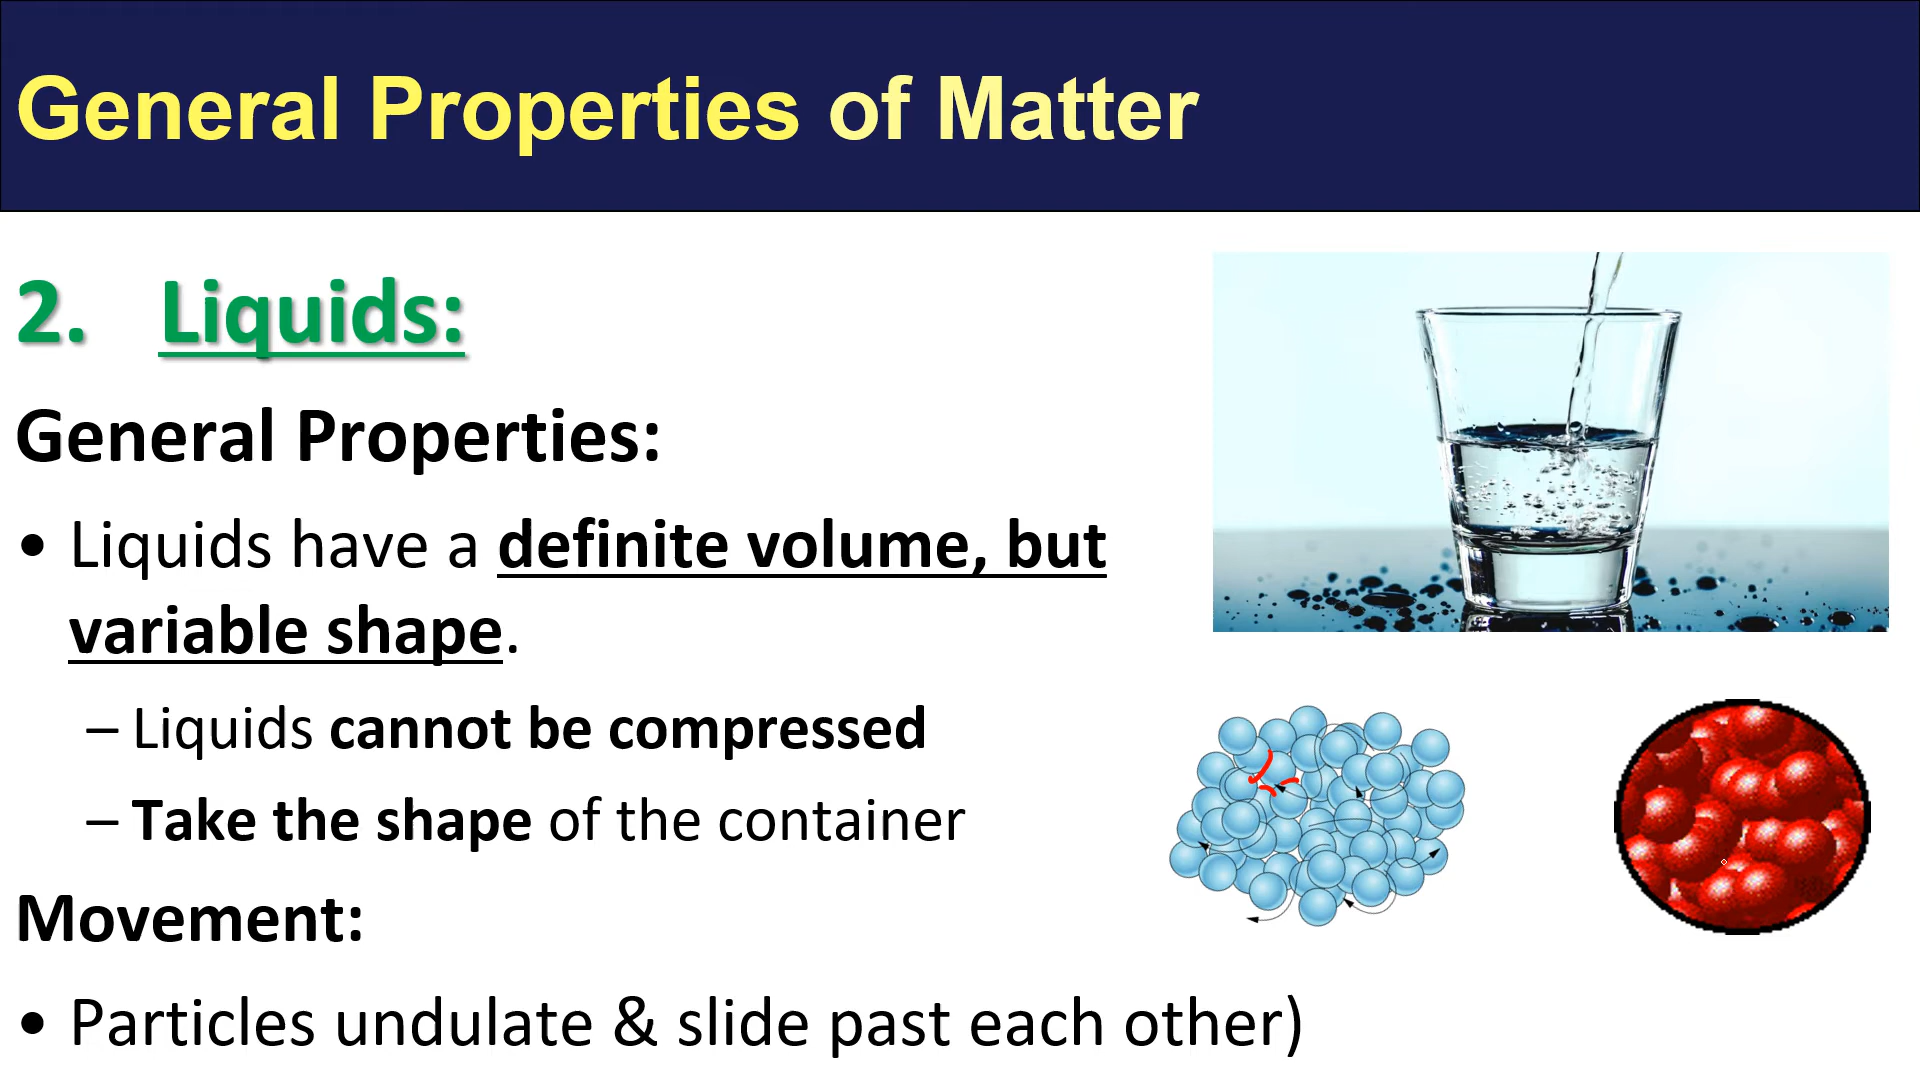 General Properties of Matter
2. Liquids:
General Properties:
• Liquids have a definite volume, but
variable shape.
– Liquids cannot be compressed
– Take the shape of the container
Movement:
• Particles undulate & slide past each other)